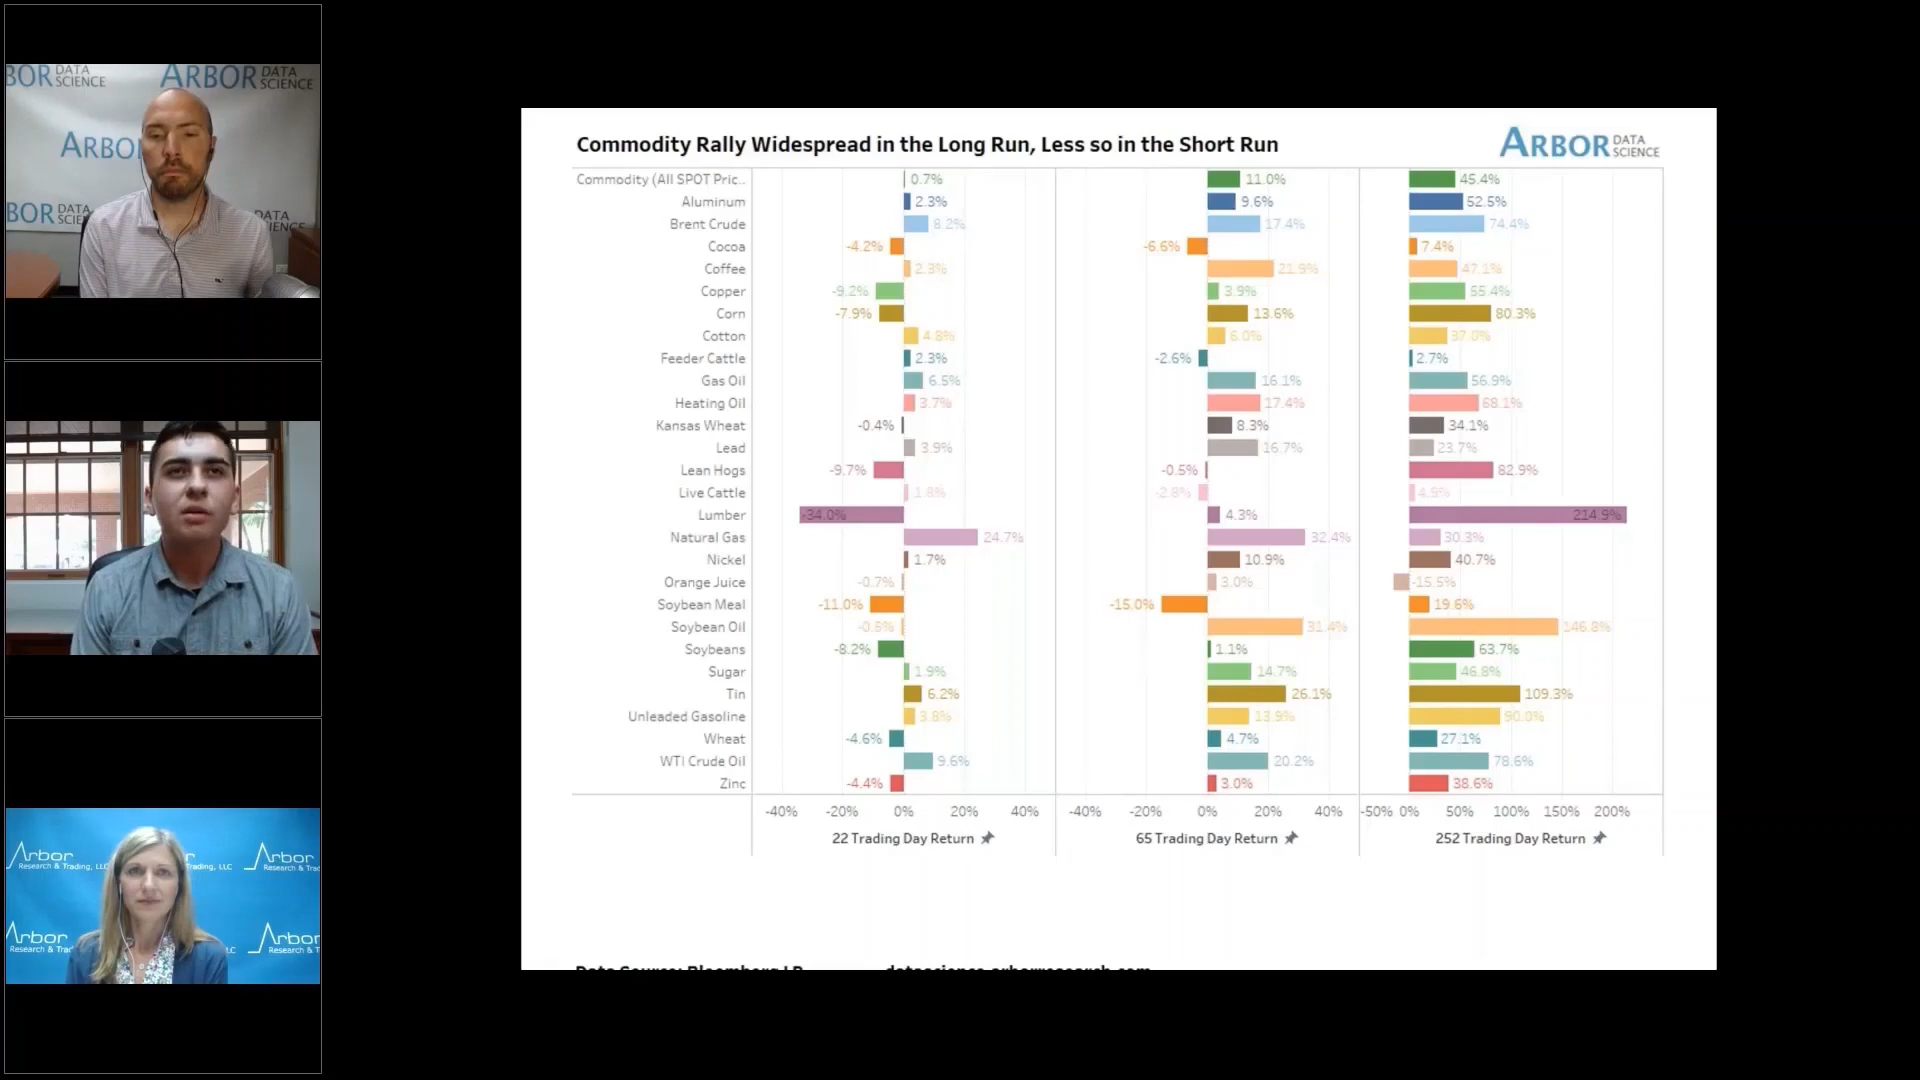 BOR DATA SCIENCE
ARBOR DATA SCIENCE
ARBO
BOR DATA
DATA
Arbor
Research & Trading, LLC
Arbor
Arbor
Arbor
Commodity Rally Widespread in the Long Run, Less so in the Short Run
ARBOR DATA SCIENCE
Commodity (All SPOT Pric.. 0.7% 11.0% 45.4%
Aluminum 2.3% 9.6% 52.5%
Brent Crude 8.2% 17.4% 74.4%
Cocoa -4.2% -6.6% 7.4%
Coffee 2.3% 21.9% 47.1%
Copper -9.2% 3.9% 55.4%
Corn -7.9% 13.6% 80.3%
Cotton 4.8% 6.0% 37.0%
Feeder Cattle 2.3% -2.6% 2.7%
Gas Oil 6.5% 16.1% 56.9%
Heating Oil 3.7% 17.4% 68.1%
Kansas Wheat -0.4% 8.3% 34.1%
Lead 3.9% 16.7% 23.7%
Lean Hogs -9.7% -0.5% 82.9%
Live Cattle 1.8% -2.8% 4.9%
Lumber -34.0% 4.3% 214.9%
Natural Gas 24.7% 32.4% 30.3%
Nickel 1.7% 10.9% 40.7%
Orange Juice -0.7% 3.0% -15.5%
Soybean Meal -11.0% -15.0% 19.6%
Soybean Oil -0.5% 31.4% 146.8%
Soybeans -8.2% 1.1% 63.7%
Sugar 1.9% 14.7% 46.8%
Tin 6.2% 26.1% 109.3%
Unleaded Gasoline 3.8% 13.9% 90.0%
Wheat -4.6% 4.7% 27.1%
WTI Crude Oil 9.6% 20.2% 78.6%
Zinc -4.4% 3.0% 38.6%
-40% -20% 0% 20% 40% -40% -20% 0% 20% 40% -50% 0% 50% 100% 150% 200%
22 Trading Day Return 65 Trading Day Return 252 Trading Day Return
Data Source: Bloomberg LP datascience.arborresearch.com